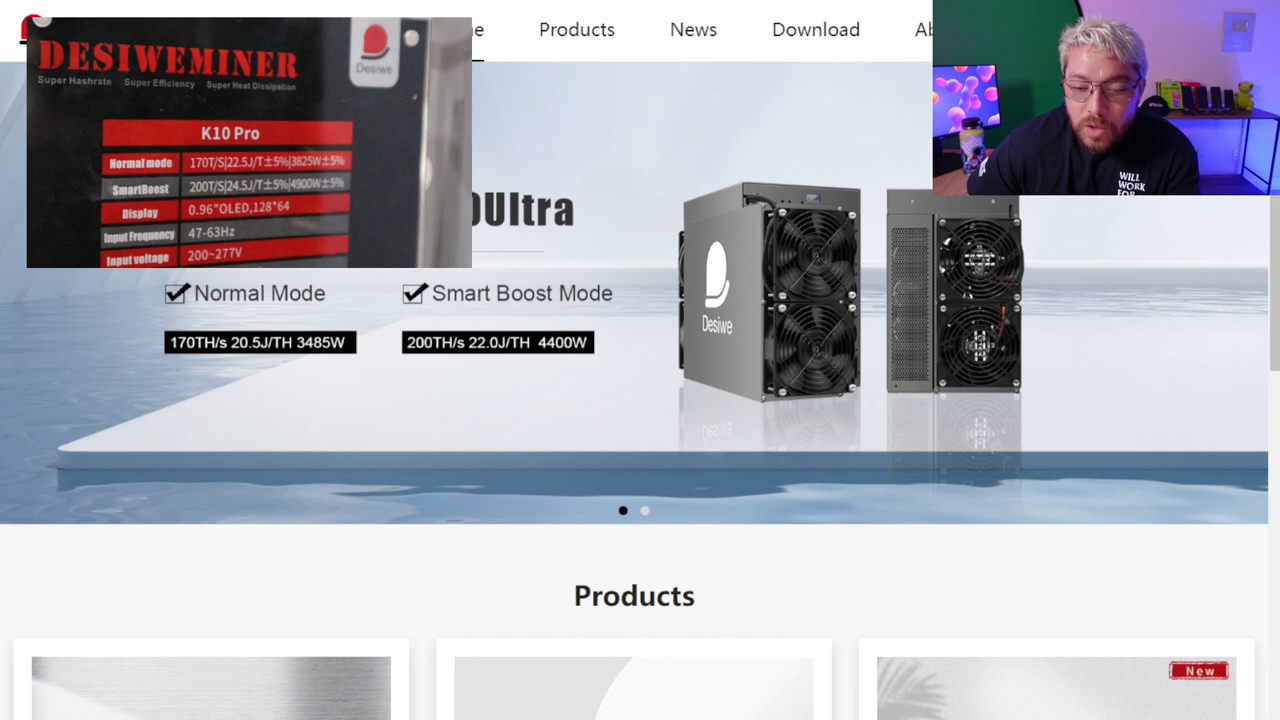 Products
News
Download
DESIWEMINER
Super Hashrate Super Efficiency Super Heat Dissipation
Desiwe
K10 Pro
Normal mode 170T/S|22.5J/T±5%|3825W±5%
SmartBoost 200T/S|24.5J/T±5%|4900W±5%
Display 0.96”OLED,128*64
Input Frequency 47-63Hz
Input voltage 200~277V
WILL
WORK
FOR
Ultra
Normal Mode
Smart Boost Mode
170TH/s 20.5J/TH 3485W
200TH/s 22.0J/TH 4400W
Desiwe
Products
New